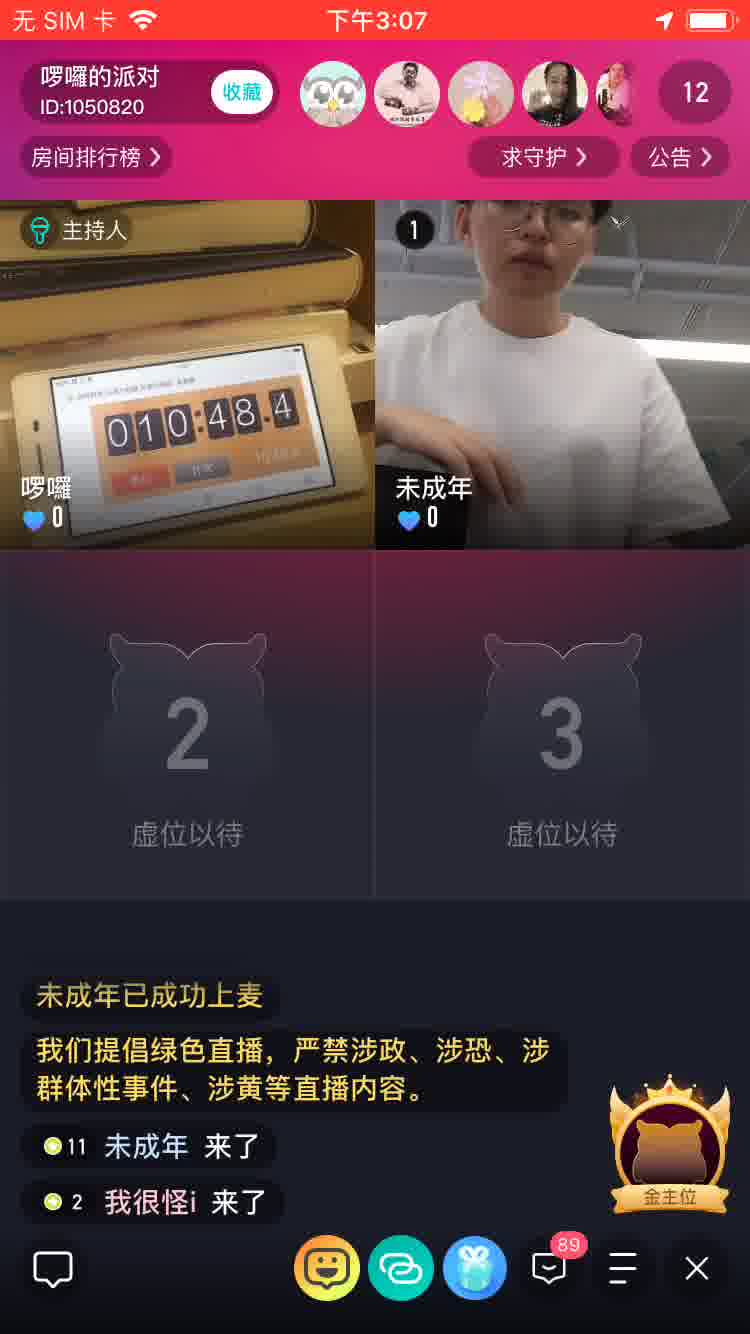 无 SIM 卡
下午3:07
啰囉的派对
ID:1050820
收藏
12
房间排行榜
求守护
公告
主持人
1
010:48.4
啰囉
0
未成年
0
2
虚位以待
3
虚位以待
未成年已成功上麦
我们提倡绿色直播，严禁涉政、涉恐、涉
群体性事件、涉黄等直播内容。
11 未成年 来了
2 我很怪i 来了
金主位
89